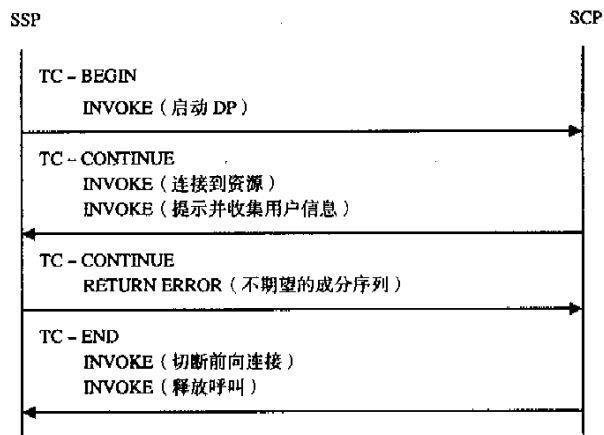 SSP SCP
TC – BEGIN
INVOKE（启动 DP）
TC – CONTINUE
INVOKE（连接到资源）
INVOKE（提示并收集用户信息）
TC – CONTINUE
RETURN ERROR（不期望的成分序列）
TC – END
INVOKE（切断前向连接）
INVOKE（释放呼叫）